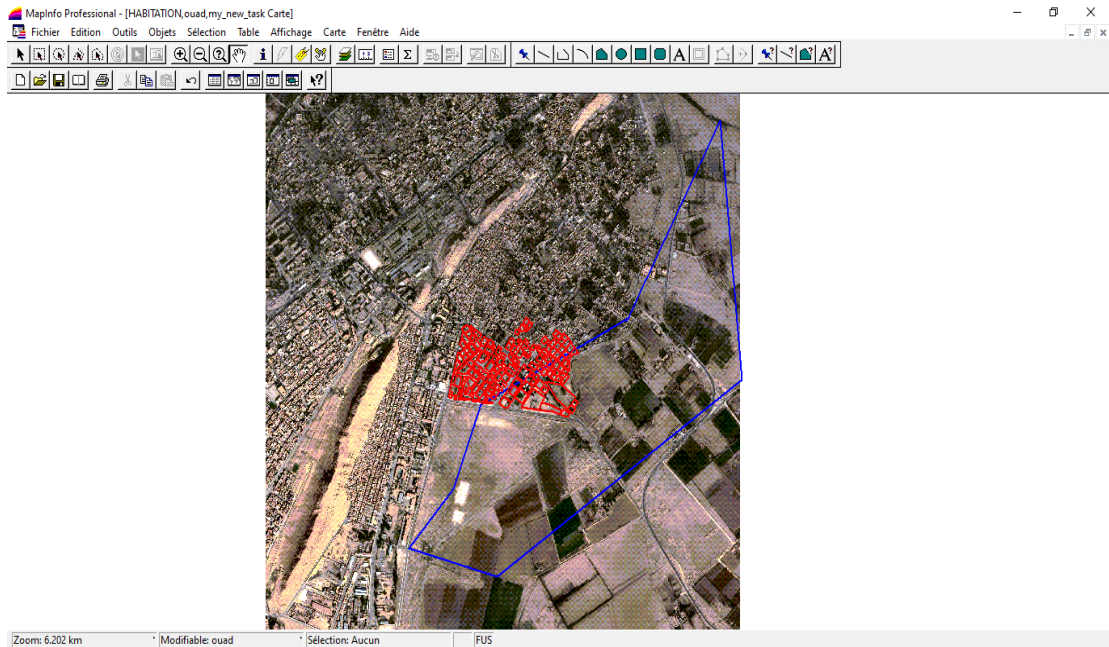 MapInfo Professional - [HABITATION,ouad,my_new_task Carte]
Fichier Edition Outils Objets Sélection Table Affichage Carte Fenêtre Aide
Zoom: 6.202 km Modifiable: ouad Sélection: Aucun FUS